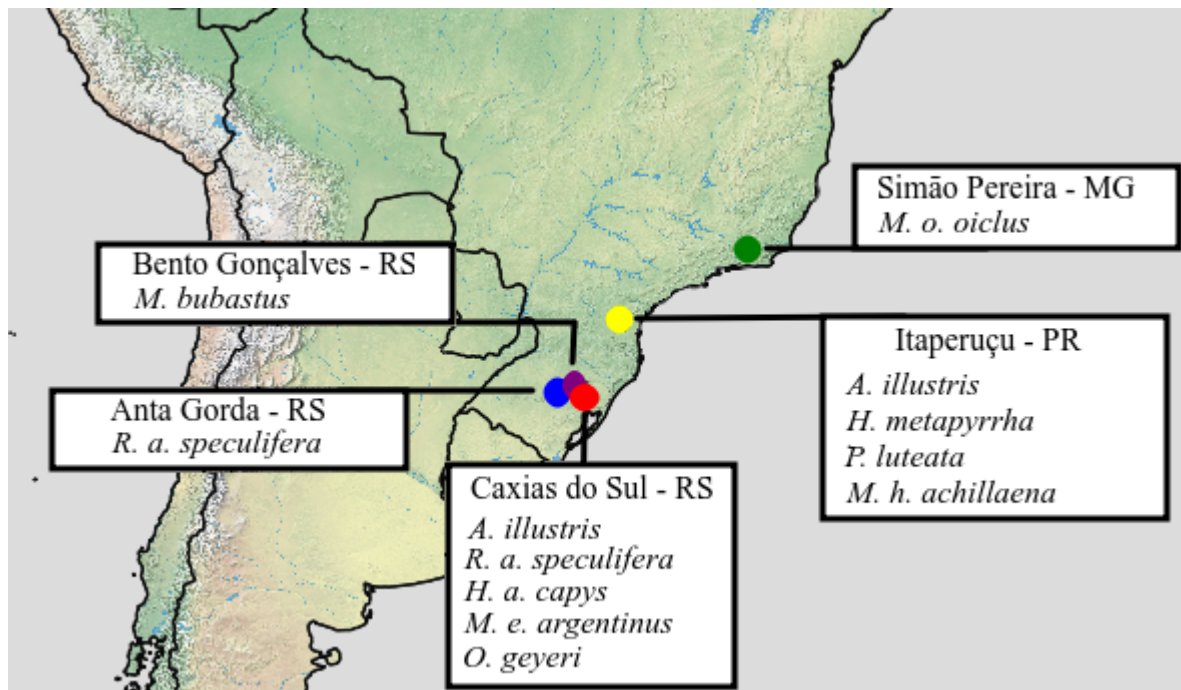 Simão Pereira - MG
M. o. oiclus
Bento Gonçalves - RS
M. bubastus
Itaperuçu - PR
A. illustris
H. metapyrrha
P. luteata
M. h. achillaena
Anta Gorda - RS
R. a. speculifera
Caxias do Sul - RS
A. illustris
R. a. speculifera
H. a. capys
M. e. argentinus
O. geyeri